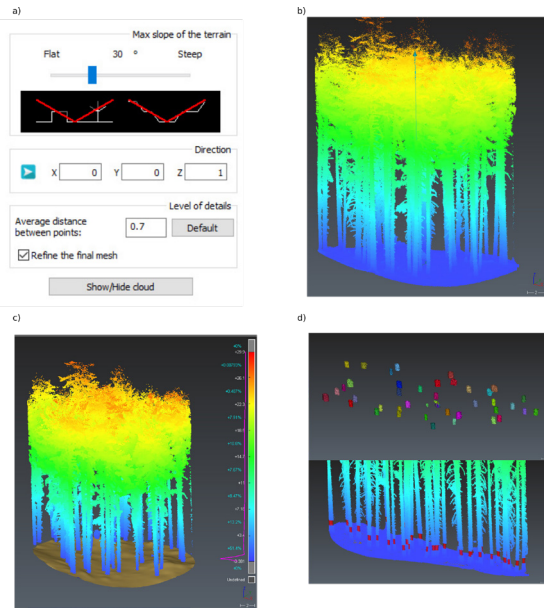 a)
Max slope of the terrain
Flat 30 ° Steep
Direction
X 0 Y 0 Z 1
Level of details
Average distance
between points:
0.7
Default
Refine the final mesh
Show/Hide cloud
b)
c)
d)